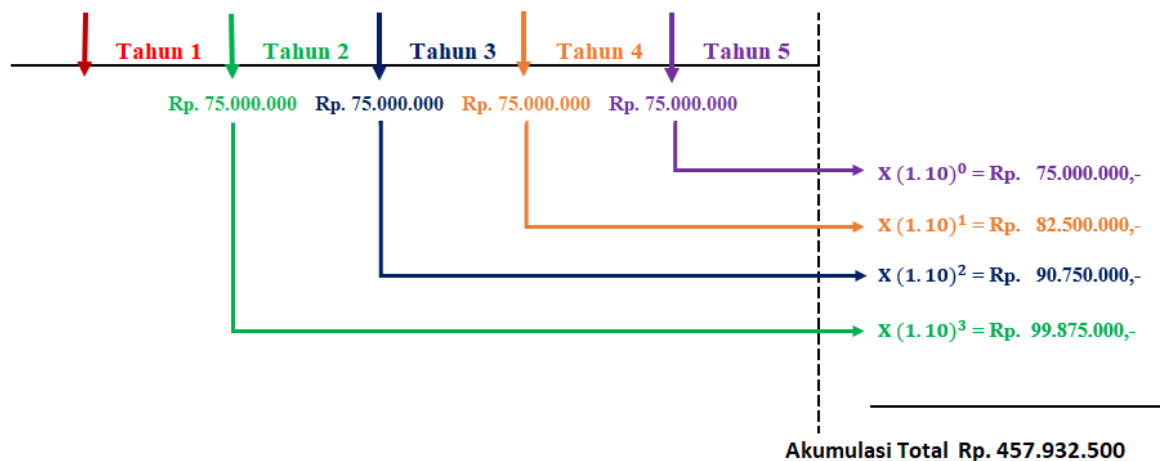 Tahun 1 Tahun 2 Tahun 3 Tahun 4 Tahun 5
Rp. 75.000.000 Rp. 75.000.000 Rp. 75.000.000 Rp. 75.000.000
X (1.10)⁰ = Rp. 75.000.000,-
X (1.10)¹ = Rp. 82.500.000,-
X (1.10)² = Rp. 90.750.000,-
X (1.10)³ = Rp. 99.875.000,-
Akumulasi Total Rp. 457.932.500